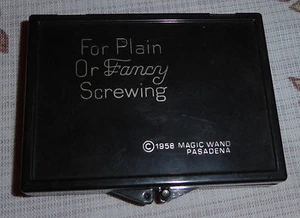 For Plain
Or Fancy
Screwing
© 1958 MAGIC WAND
PASADENA